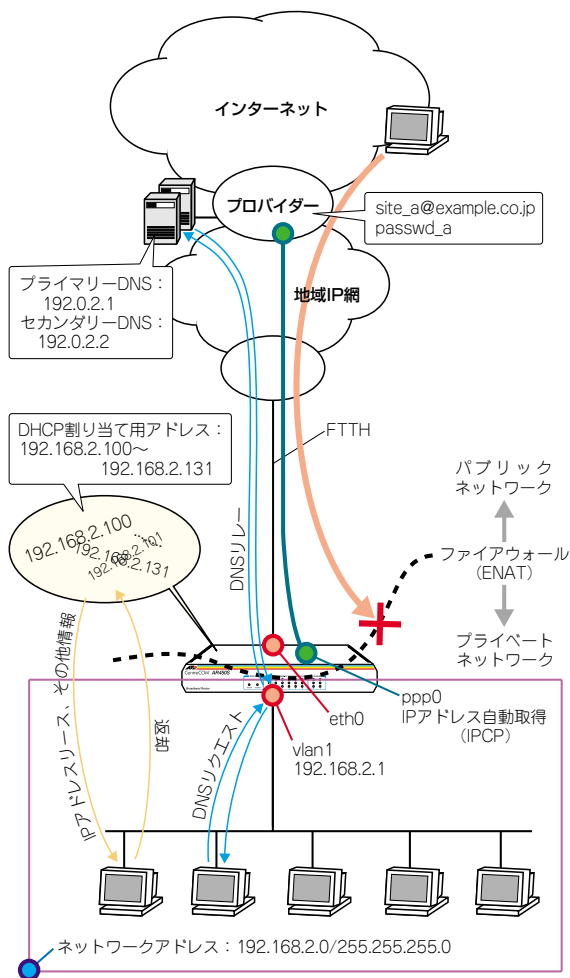 インターネット
プロバイダー
site_a@example.co.jp
passwd_a
プライマリーDNS：
192.0.2.1
セカンダリーDNS：
192.0.2.2
地域IP網
DHCP割り当て用アドレス：
192.168.2.100～
192.168.2.131
FTTH
パブリック
ネットワーク
192.168.2.100
192.168.2.101
192.168.2.131
DNSリレー
ファイアウォール
（ENAT）
プライベート
ネットワーク
IPアドレスリース、その他情報
返却
CentreCOM AR450S
eth0
ppp0
IPアドレス自動取得
（IPCP）
vlan1
192.168.2.1
DNSリクエスト
ネットワークアドレス：192.168.2.0/255.255.255.0